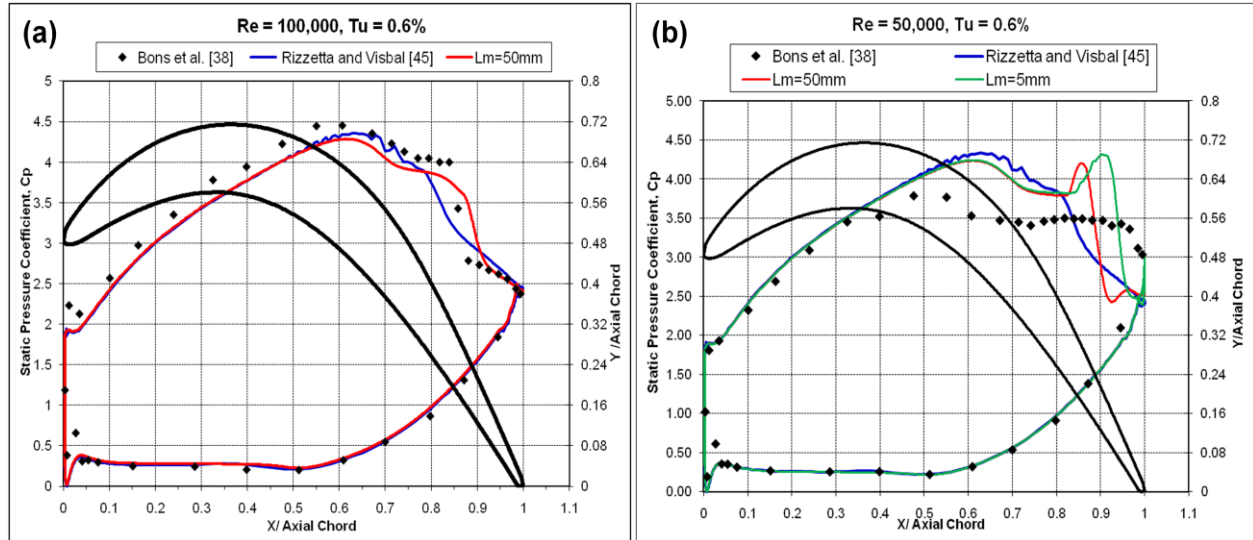 (a)
Re = 100,000, Tu = 0.6%
Bons et al. [38] Rizzetta and Visbal [45] Lm=50mm
Static Pressure Coefficient, Cp
5
4.5
4
3.5
3
2.5
2
1.5
1
0.5
0
0 0.1 0.2 0.3 0.4 0.5 0.6 0.7 0.8 0.9 1 1.1
X/ Axial Chord
0.8
0.72
0.64
0.56
0.48
0.4
0.32
0.24
0.16
0.08
0
Y /Axial Chord
(b)
Re = 50,000, Tu = 0.6%
Bons et al. [38] Rizzetta and Visbal [45]
Lm=50mm Lm=5mm
Static Pressure Coefficient, Cp
5.00
4.50
4.00
3.50
3.00
2.50
2.00
1.50
1.00
0.50
0.00
0 0.1 0.2 0.3 0.4 0.5 0.6 0.7 0.8 0.9 1 1.1
X/ Axial Chord
0.8
0.72
0.64
0.56
0.48
0.4
0.32
0.24
0.16
0.08
0
Y/Axial Chord